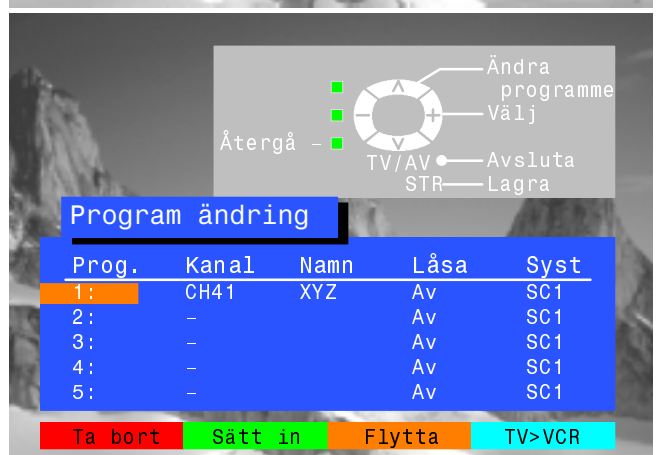 Ändra
programme
Välj
Återgå –
TV/AV Avsluta
STR Lagra
Program ändring
Prog. Kanal Namn Låsa Syst
1: CH41 XYZ Av SC1
2: – Av SC1
3: – Av SC1
4: – Av SC1
5: – Av SC1
Ta bort Sätt in Flytta TV>VCR